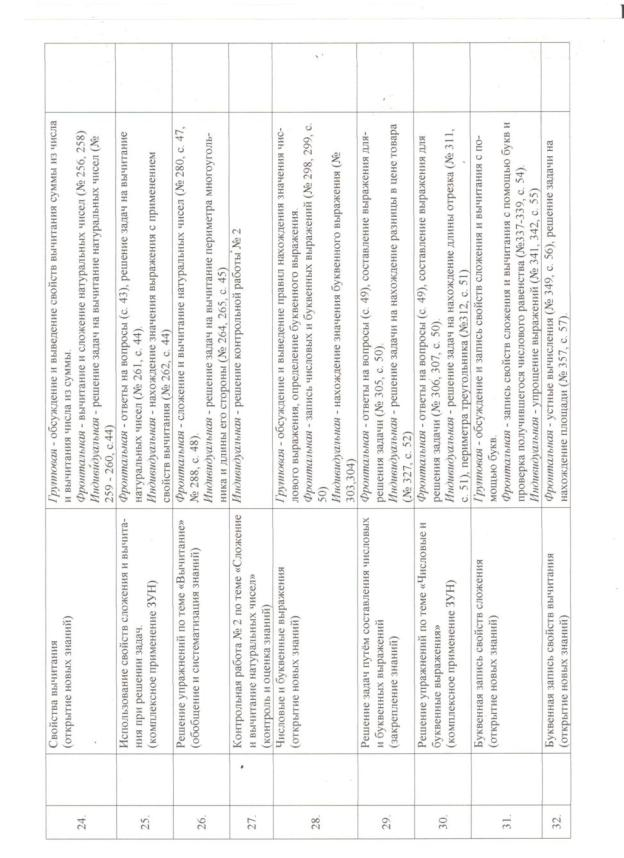 24.
Свойства вычитания
(открытие новых знаний)
Групповая - обсуждение и выведение свойств вычитания суммы из числа
и вычитания числа из суммы.
Фронтальная - вычитание и сложение натуральных чисел (№ 256, 258)
Индивидуальная - решение задач на вычитание натуральных чисел (№
259 - 260, с.44)
25.
Использование свойств сложения и вычита-
ния при решении задач.
(комплексное применение ЗУН)
Фронтальная - ответы на вопросы (с. 43), решение задач на вычитание
натуральных чисел (№ 261, с. 44).
Индивидуальная - нахождение значения выражения с применением
свойств вычитания (№ 262, с. 44)
26.
Решение упражнений по теме «Вычитание»
(обобщение и систематизация знаний)
Фронтальная - сложение и вычитание натуральных чисел (№ 280, с. 47,
№ 288, с. 48).
Индивидуальная - решение задач на вычитание периметра многоуголь-
ника и длины его стороны (№ 264, 265, с. 45)
27.
Контрольная работа № 2 по теме «Сложение
и вычитание натуральных чисел»
(контроль и оценка знаний)
Индивидуальная - решение контрольной работы № 2
28.
Числовые и буквенные выражения
(открытие новых знаний)
Групповая - обсуждение и выведение правил нахождения значения чис-
лового выражения, определение буквенного выражения.
Фронтальная - запись числовых и буквенных выражений (№ 298, 299, с.
50)
Индивидуальная - нахождение значения буквенного выражения (№
303,304)
29.
Решение задач путём составления числовых
и буквенных выражений
(закрепление знаний)
Фронтальная - ответы на вопросы (с. 49), составление выражения для-
решения задачи (№ 305, с. 50).
Индивидуальная - решение задачи на нахождение разницы в цене товара
(№ 327, с. 52)
30.
Решение упражнений по теме «Числовые и
буквенные выражения»
(комплексное применение ЗУН)
Фронтальная - ответы на вопросы (с. 49), составление выражения для
решения задачи (№ 306, 307, с. 50).
Индивидуальная - решение задач на нахождение длины отрезка (№ 311,
с. 51), периметра треугольника (№312, с. 51)
31.
Буквенная запись свойств сложения
(открытие новых знаний)
Групповая - обсуждение и запись свойств сложения и вычитания с по-
мощью букв.
Фронтальная - запись свойств сложения и вычитания с помощью букв и
проверка получившегося числового равенства (№337-339, с. 54).
Индивидуальная - упрощение выражений (№ 341, 342, с. 55)
32.
Буквенная запись свойств вычитания
(открытие новых знаний)
Фронтальная - устные вычисления (№ 349, с. 56), решение задачи на
нахождение площади (№ 357, с. 57).